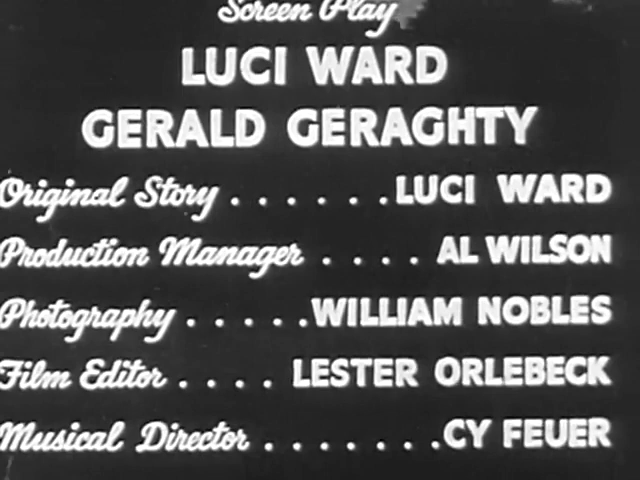 Screen Play
LUCI WARD
GERALD GERAGHTY
Original Story . . . . . . LUCI WARD
Production Manager . . . . AL WILSON
Photography . . . . . WILLIAM NOBLES
Film Editor . . . . LESTER ORLEBECK
Musical Director . . . . . . . CY FEUER